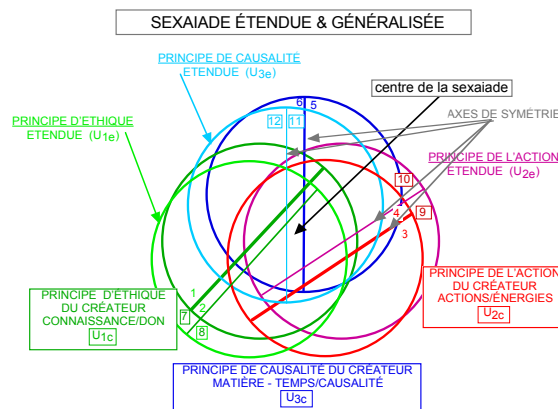 SEXAIADE ÉTENDUE & GÉNÉRALISÉE
PRINCIPE DE CAUSALITÉ
ETENDUE (U3e)
centre de la sexaiade
6 5
12 11
AXES DE SYMÉTRIE
PRINCIPE D'ETHIQUE
ETENDUE (U1e)
PRINCIPE DE L'ACTION
ÉTENDUE (U2e)
10
4 9
3
PRINCIPE DE L'ACTION
DU CRÉATEUR
ACTIONS/ÉNERGIES
U2c
1
2
7
8
PRINCIPE D'ÉTHIQUE
DU CRÉATEUR
CONNAISSANCE/DON
U1c
PRINCIPE DE CAUSALITÉ DU CRÉATEUR
MATIÈRE - TEMPS/CAUSALITÉ
U3c